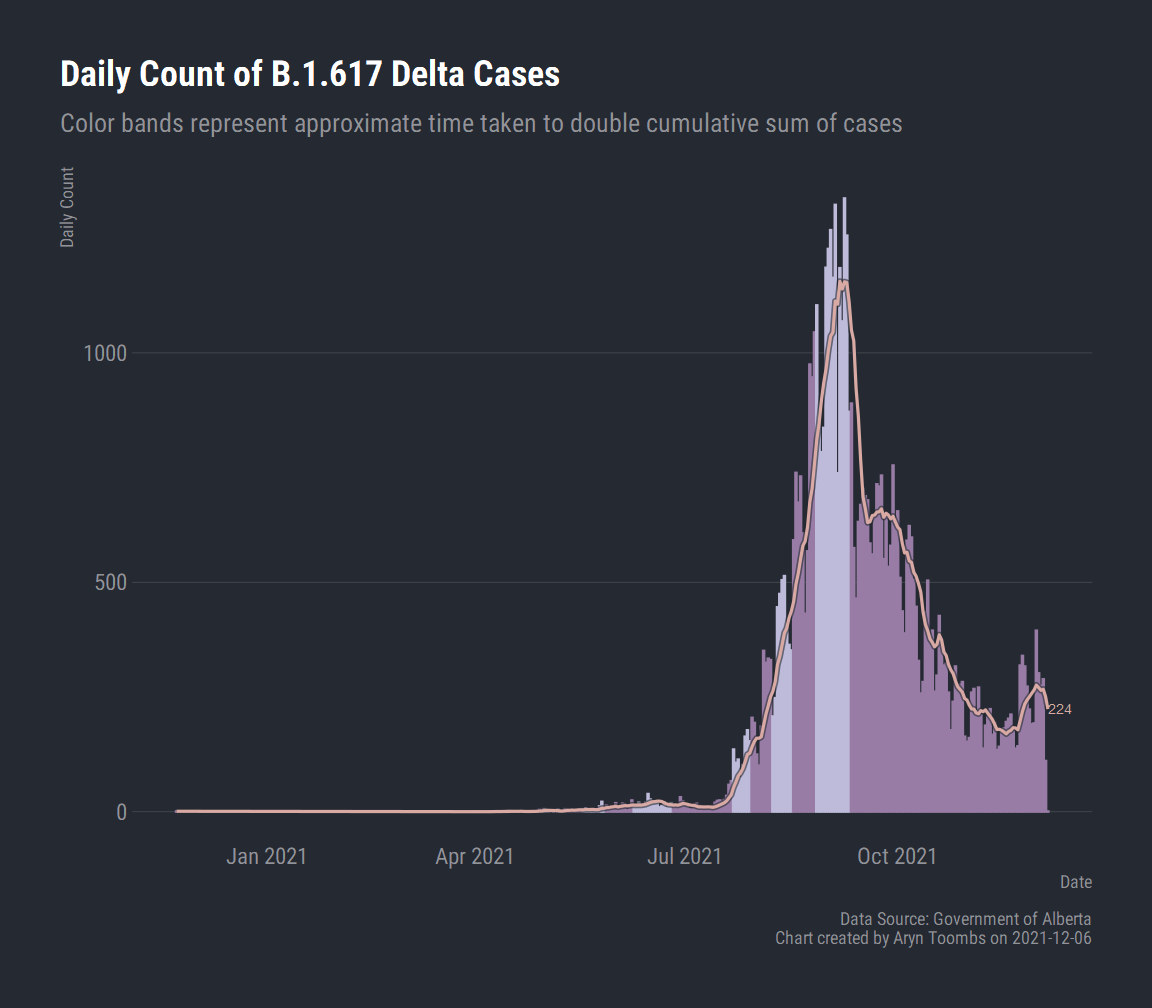 Daily Count of B.1.617 Delta Cases
Color bands represent approximate time taken to double cumulative sum of cases
Daily Count
1000
500
0
224
Jan 2021
Apr 2021
Jul 2021
Oct 2021
Date
Data Source: Government of Alberta
Chart created by Aryn Toombs on 2021-12-06